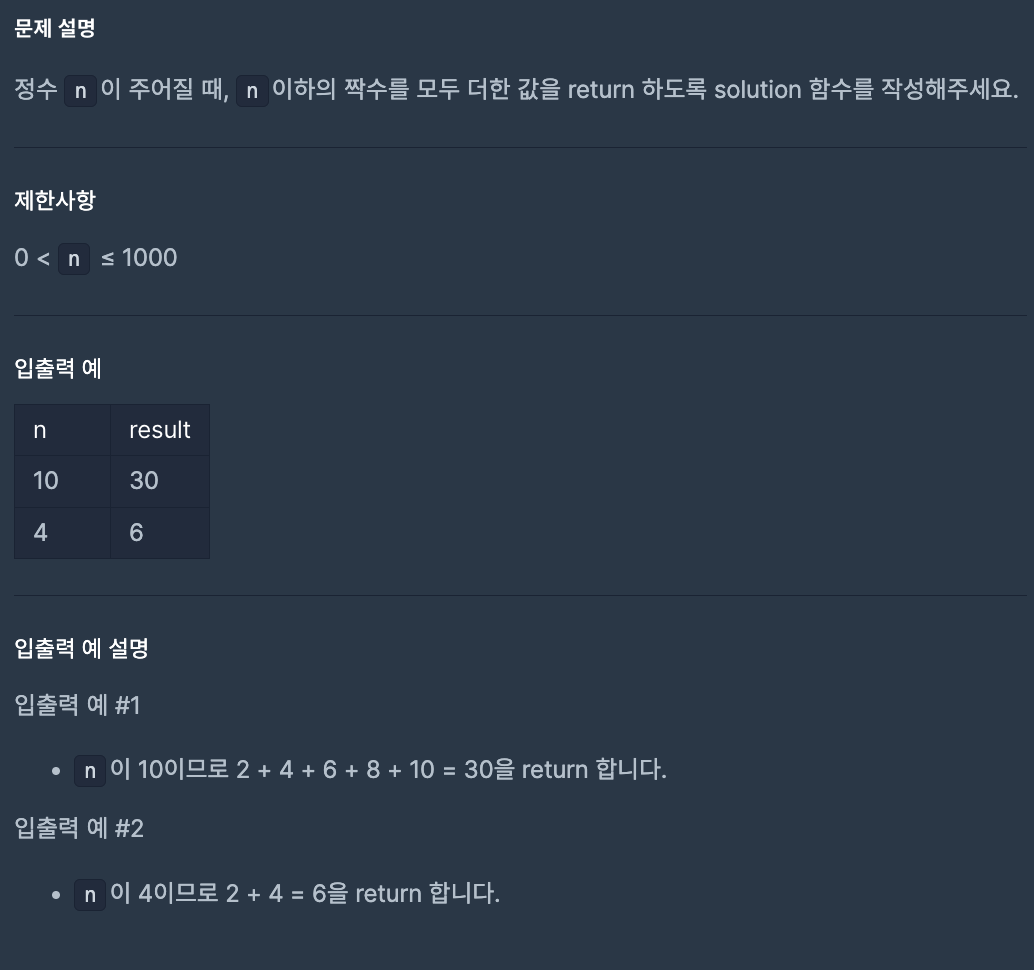 문제 설명
정수 n 이 주어질 때, n 이하의 짝수를 모두 더한 값을 return 하도록 solution 함수를 작성해주세요.
제한사항
0 < n ≤ 1000
입출력 예
n result
10 30
4 6
입출력 예 설명
입출력 예 #1
• n 이 10이므로 2 + 4 + 6 + 8 + 10 = 30을 return 합니다.
입출력 예 #2
• n 이 4이므로 2 + 4 = 6을 return 합니다.